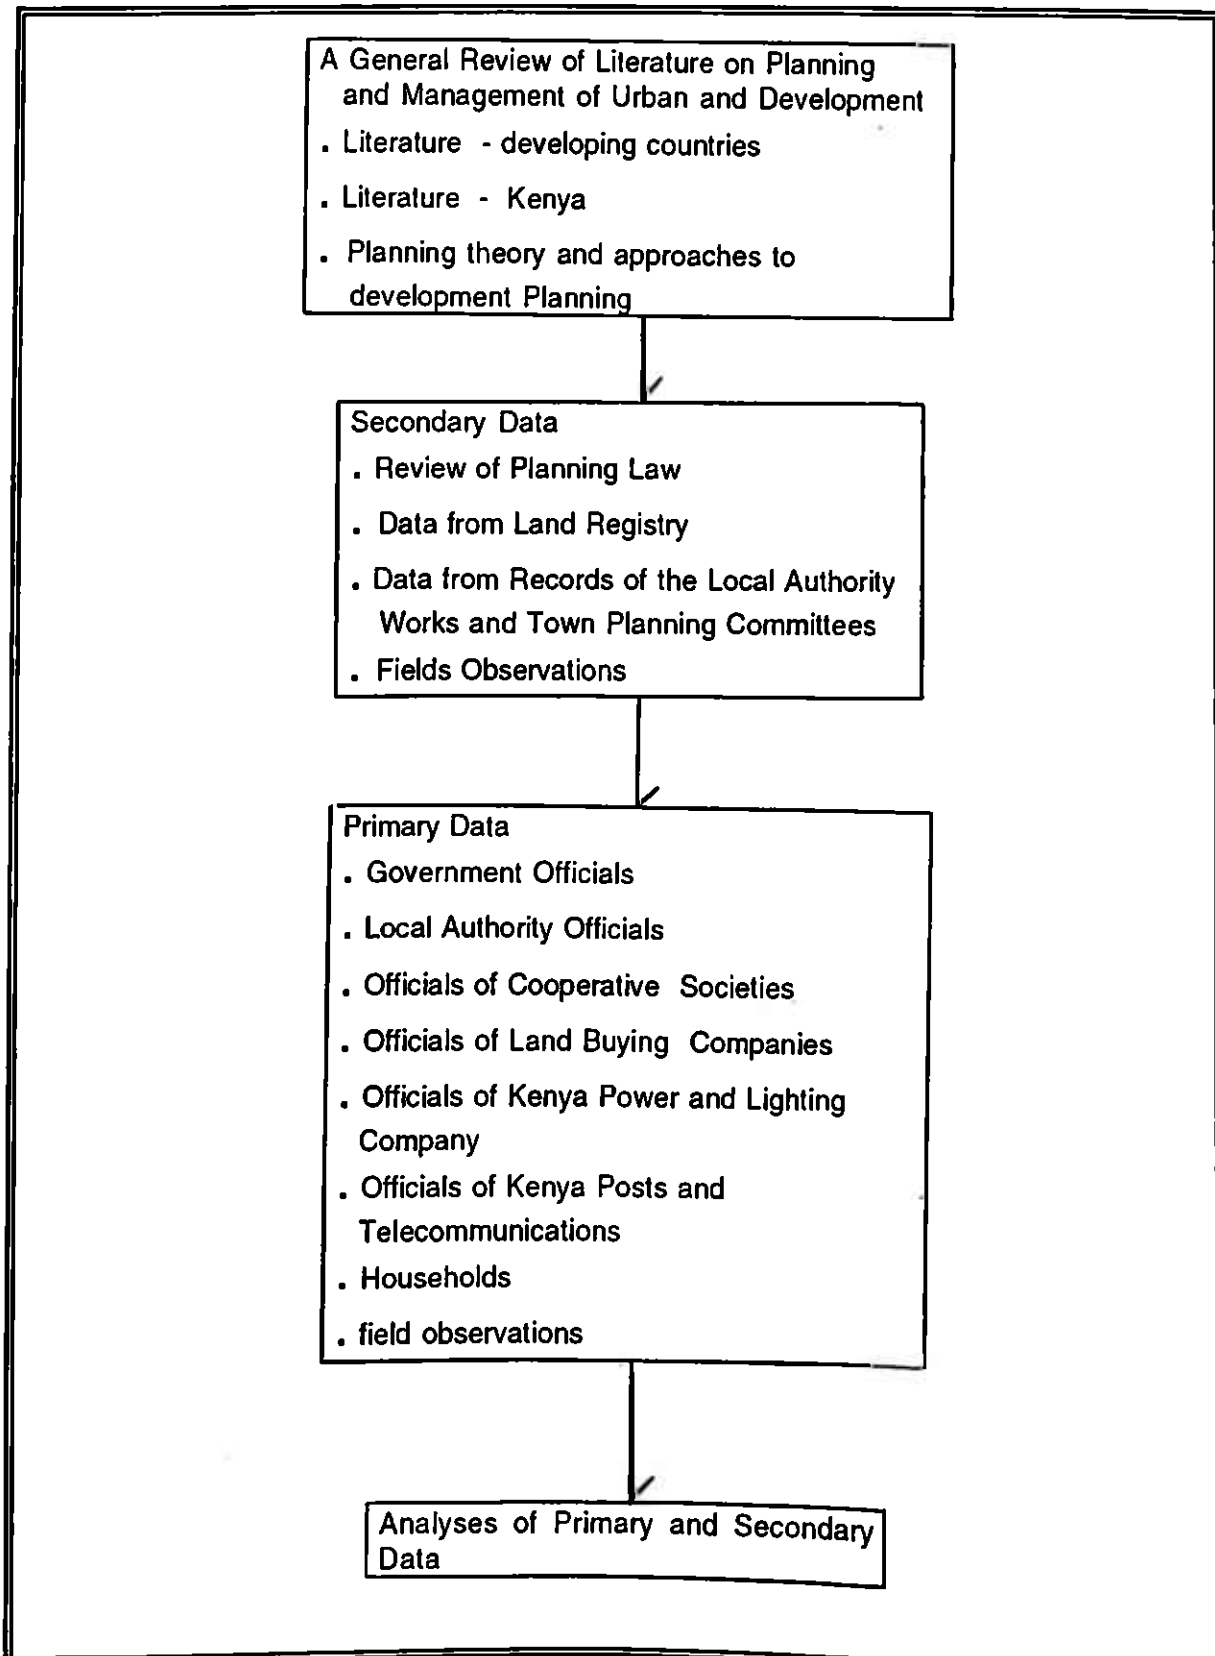 A General Review of Literature on Planning
and Management of Urban and Development
. Literature - developing countries
. Literature - Kenya
. Planning theory and approaches to
development Planning
Secondary Data
. Review of Planning Law
. Data from Land Registry
. Data from Records of the Local Authority
Works and Town Planning Committees
. Fields Observations
Primary Data
. Government Officials
. Local Authority Officials
. Officials of Cooperative Societies
. Officials of Land Buying Companies
. Officials of Kenya Power and Lighting
Company
. Officials of Kenya Posts and
Telecommunications
. Households
. field observations
Analyses of Primary and Secondary
Data